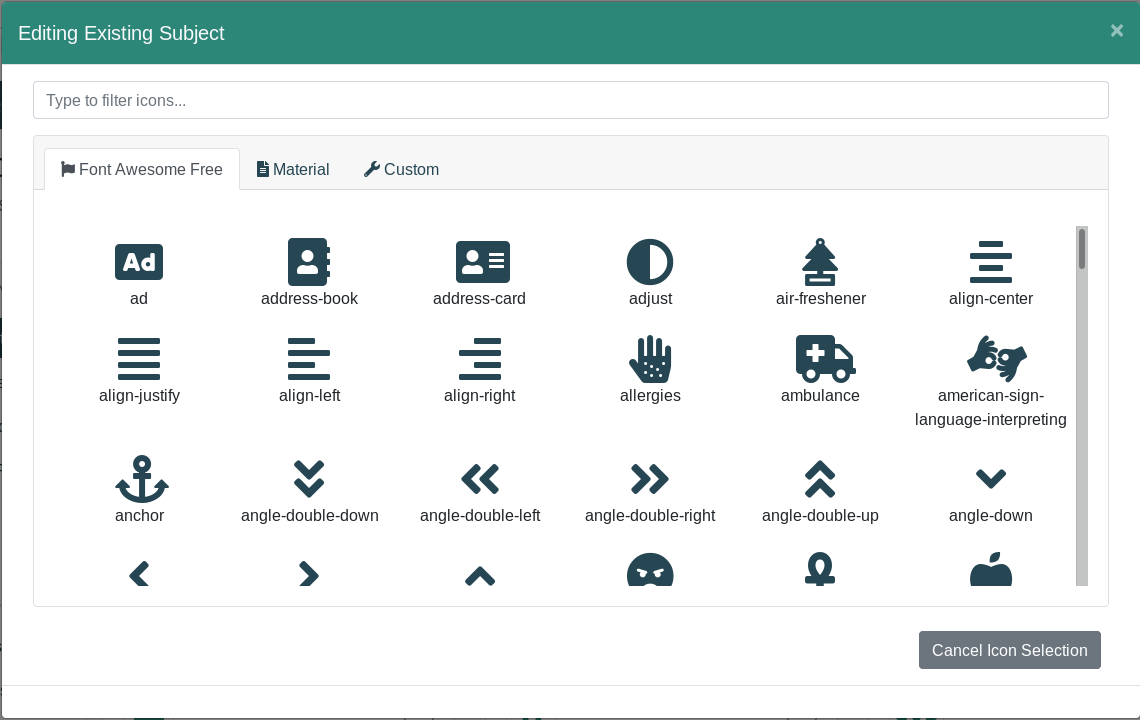 Editing Existing Subject
×
Type to filter icons...
Font Awesome Free
Material
Custom
Ad
ad
address-book
address-card
adjust
air-freshener
align-center
align-justify
align-left
align-right
allergies
ambulance
american-sign-
language-interpreting
anchor
angle-double-down
angle-double-left
angle-double-right
angle-double-up
angle-down
Cancel Icon Selection